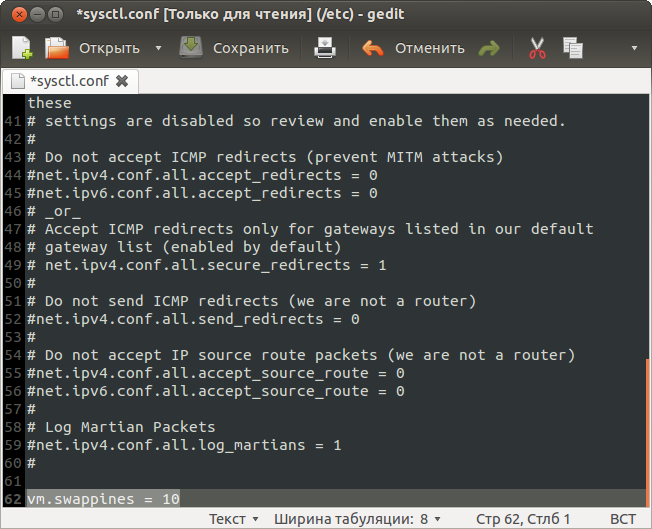 *sysctl.conf [Только для чтения] (/etc) - gedit
Открыть Сохранить Отменить
*sysctl.conf
these
41 # settings are disabled so review and enable them as needed.
42 #
43 # Do not accept ICMP redirects (prevent MITM attacks)
44 #net.ipv4.conf.all.accept_redirects = 0
45 #net.ipv6.conf.all.accept_redirects = 0
46 # _or_
47 # Accept ICMP redirects only for gateways listed in our default
48 # gateway list (enabled by default)
49 # net.ipv4.conf.all.secure_redirects = 1
50 #
51 # Do not send ICMP redirects (we are not a router)
52 #net.ipv4.conf.all.send_redirects = 0
53 #
54 # Do not accept IP source route packets (we are not a router)
55 #net.ipv4.conf.all.accept_source_route = 0
56 #net.ipv6.conf.all.accept_source_route = 0
57 #
58 # Log Martian Packets
59 #net.ipv4.conf.all.log_martians = 1
60 #
61
62 vm.swappines = 10
Текст Ширина табуляции: 8 Стр 62, Стлб 1 ВСТ